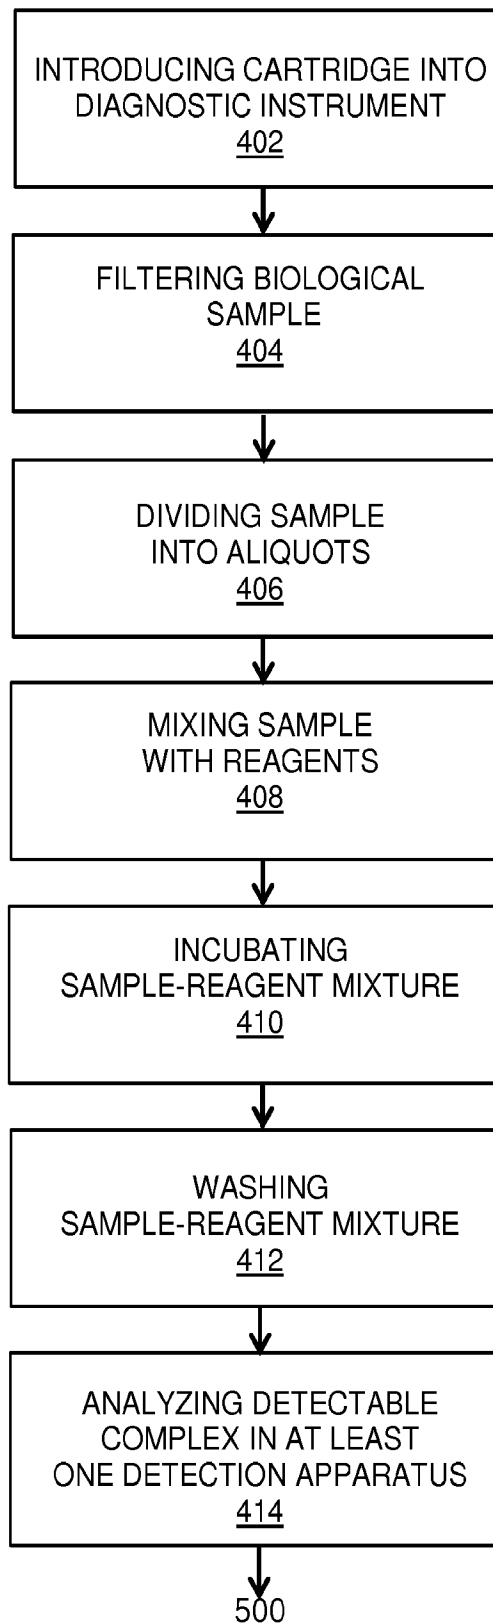 INTRODUCING CARTRIDGE INTO
DIAGNOSTIC INSTRUMENT
402
FILTERING BIOLOGICAL
SAMPLE
404
DIVIDING SAMPLE
INTO ALIQUOTS
406
MIXING SAMPLE
WITH REAGENTS
408
INCUBATING
SAMPLE-REAGENT MIXTURE
410
WASHING
SAMPLE-REAGENT MIXTURE
412
ANALYZING DETECTABLE
COMPLEX IN AT LEAST
ONE DETECTION APPARATUS
414
500